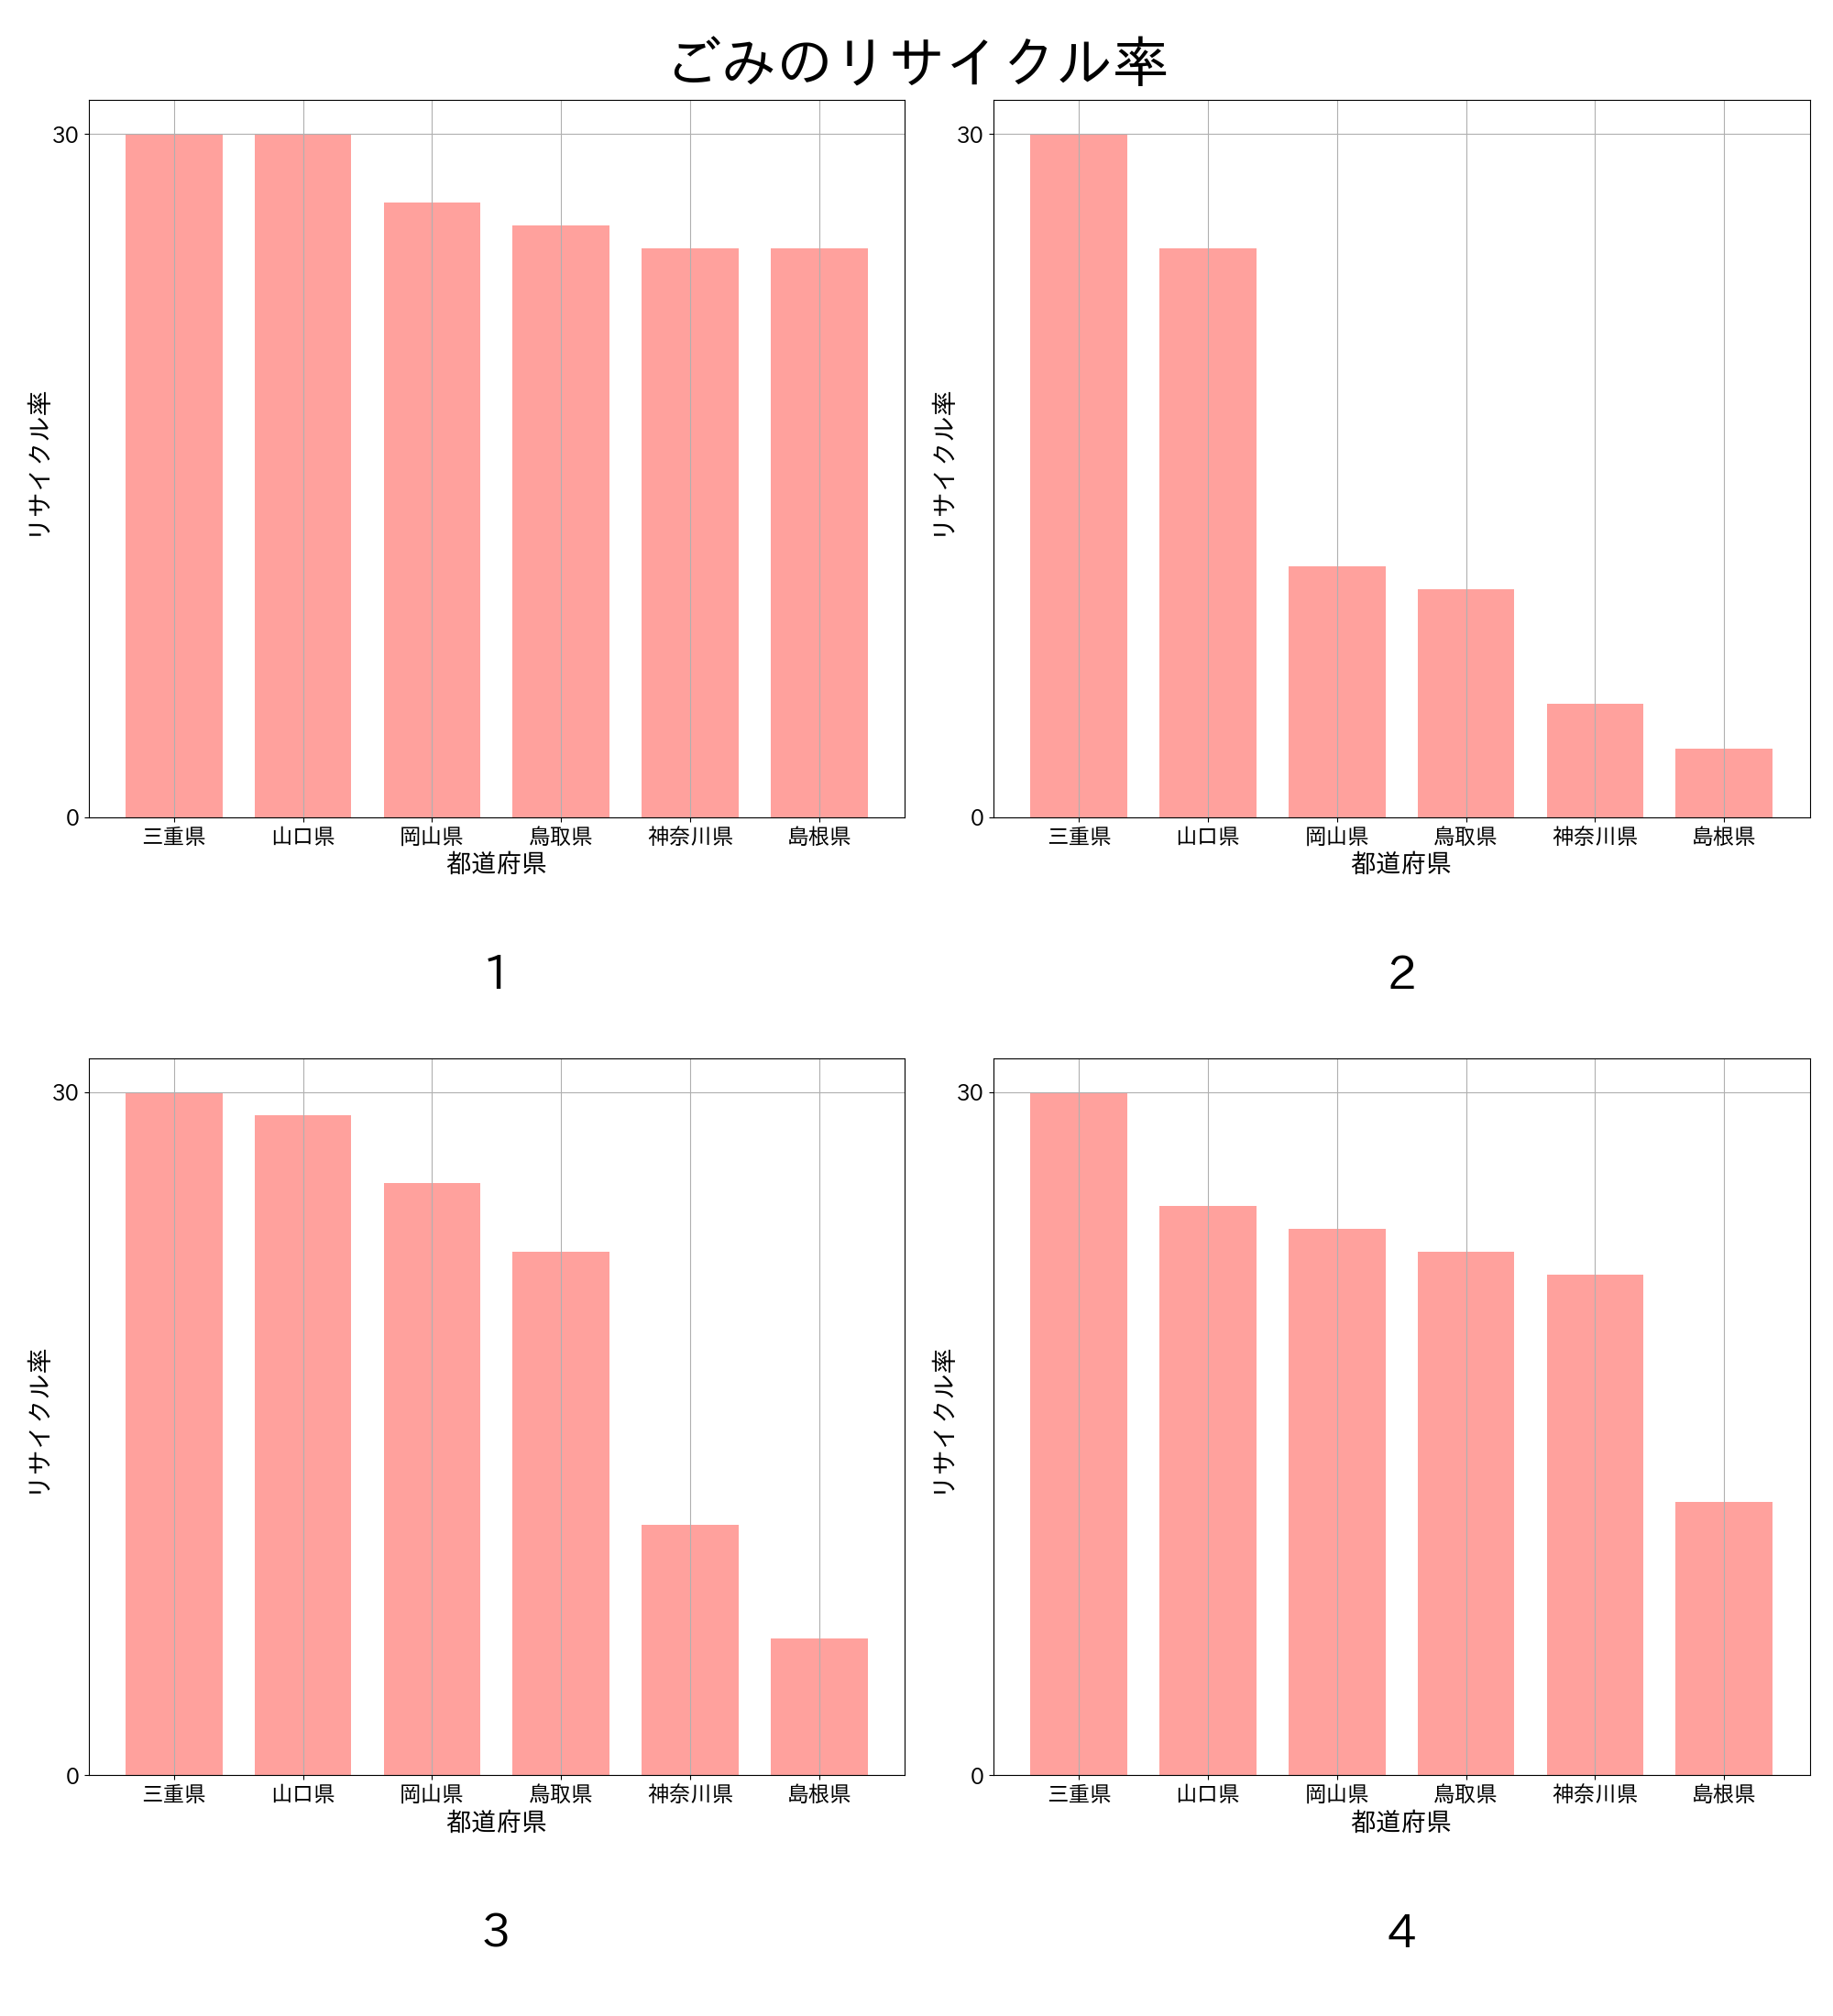 ごみのリサイクル率
30
0
リサイクル率
三重県 山口県 岡山県 鳥取県 神奈川県 島根県
都道府県
1
30
0
リサイクル率
三重県 山口県 岡山県 鳥取県 神奈川県 島根県
都道府県
2
30
0
リサイクル率
三重県 山口県 岡山県 鳥取県 神奈川県 島根県
都道府県
3
30
0
リサイクル率
三重県 山口県 岡山県 鳥取県 神奈川県 島根県
都道府県
4